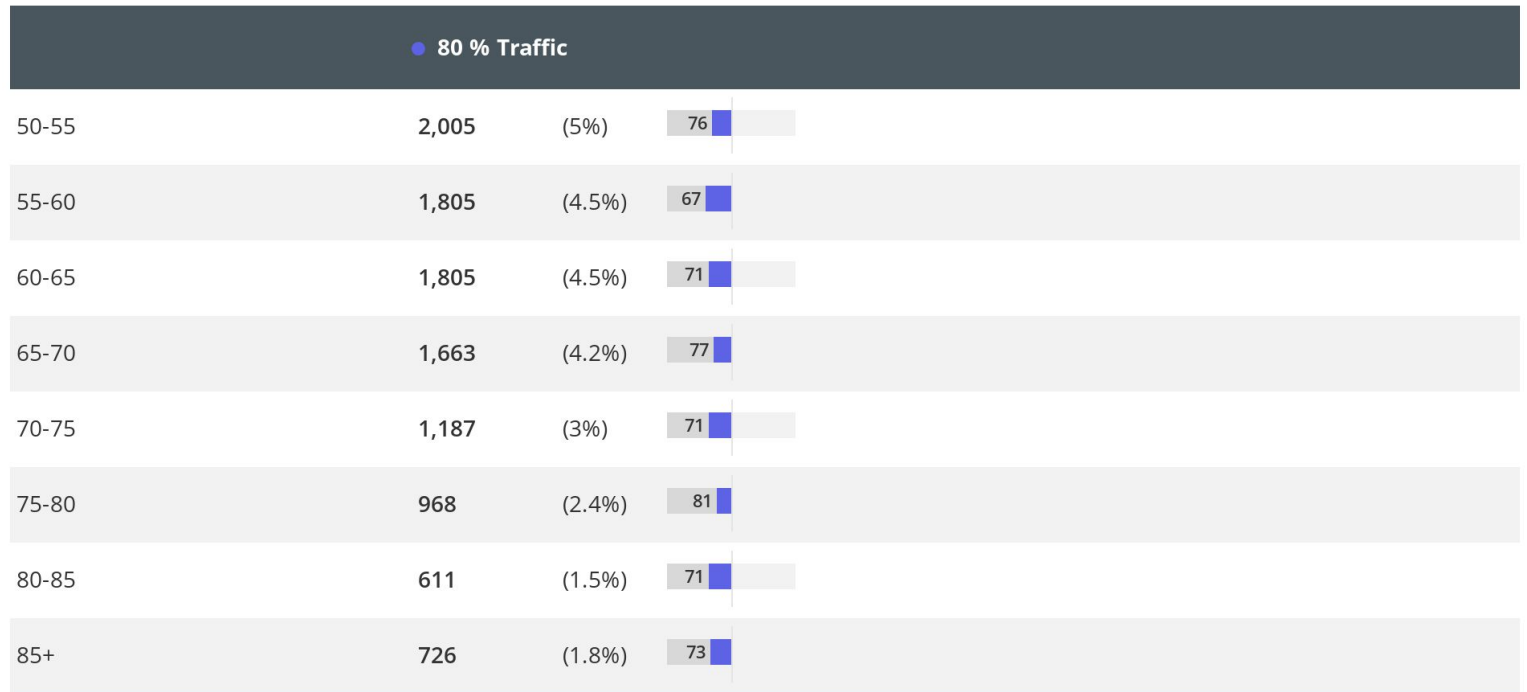 80 % Traffic
50-55 2,005 (5%) 76
55-60 1,805 (4.5%) 67
60-65 1,805 (4.5%) 71
65-70 1,663 (4.2%) 77
70-75 1,187 (3%) 71
75-80 968 (2.4%) 81
80-85 611 (1.5%) 71
85+ 726 (1.8%) 73